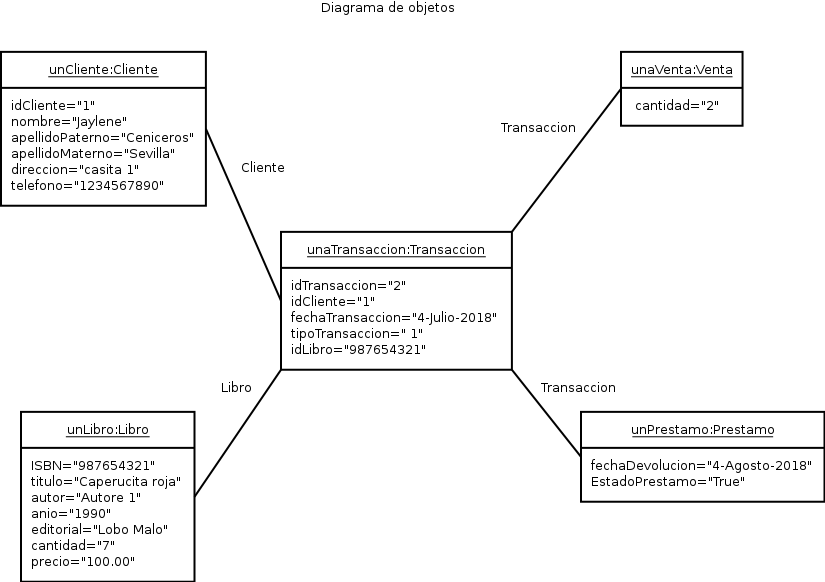 Diagrama de objetos
unCliente:Cliente
idCliente="1"
nombre="Jaylene"
apellidoPaterno="Ceniceros"
apellidoMaterno="Sevilla"
direccion="casita 1"
telefono="1234567890"
unaVenta:Venta
cantidad="2"
Transaccion
Cliente
unaTransaccion:Transaccion
idTransaccion="2"
idCliente="1"
fechaTransaccion="4-Julio-2018"
tipoTransaccion=" 1"
idLibro="987654321"
Libro
Transaccion
unLibro:Libro
ISBN="987654321"
titulo="Caperucita roja"
autor="Autore 1"
anio="1990"
editorial="Lobo Malo"
cantidad="7"
precio="100.00"
unPrestamo:Prestamo
fechaDevolucion="4-Agosto-2018"
EstadoPrestamo="True"